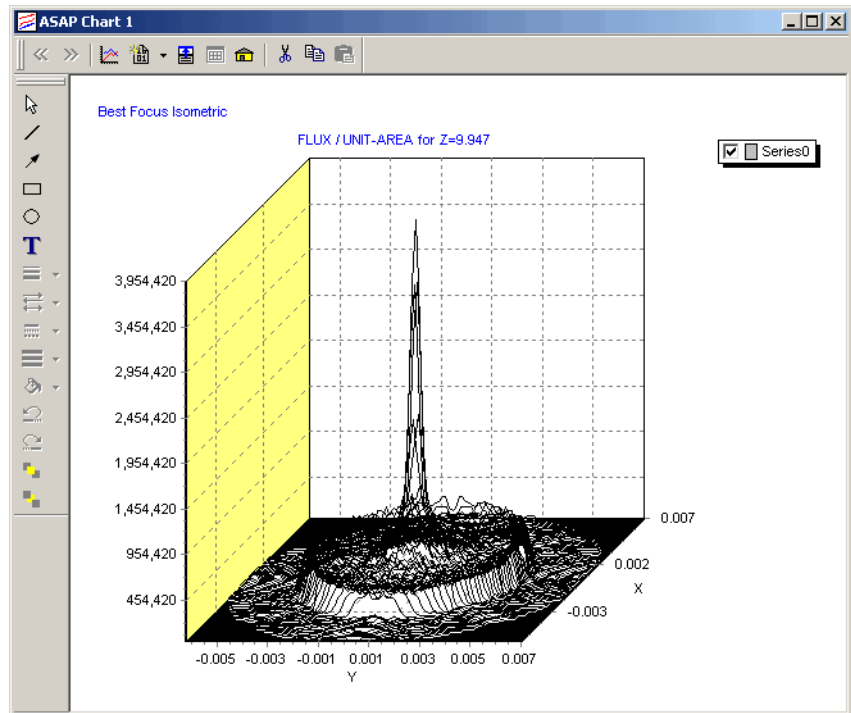 ASAP Chart 1
T
Best Focus Isometric
FLUX / UNIT-AREA for Z=9.947
Series0
3,954,420
3,454,420
2,954,420
2,454,420
1,954,420
1,454,420
954,420
454,420
0.007
0.002
X
-0.003
-0.005 -0.003 -0.001 0.001 0.003 0.005 0.007
Y